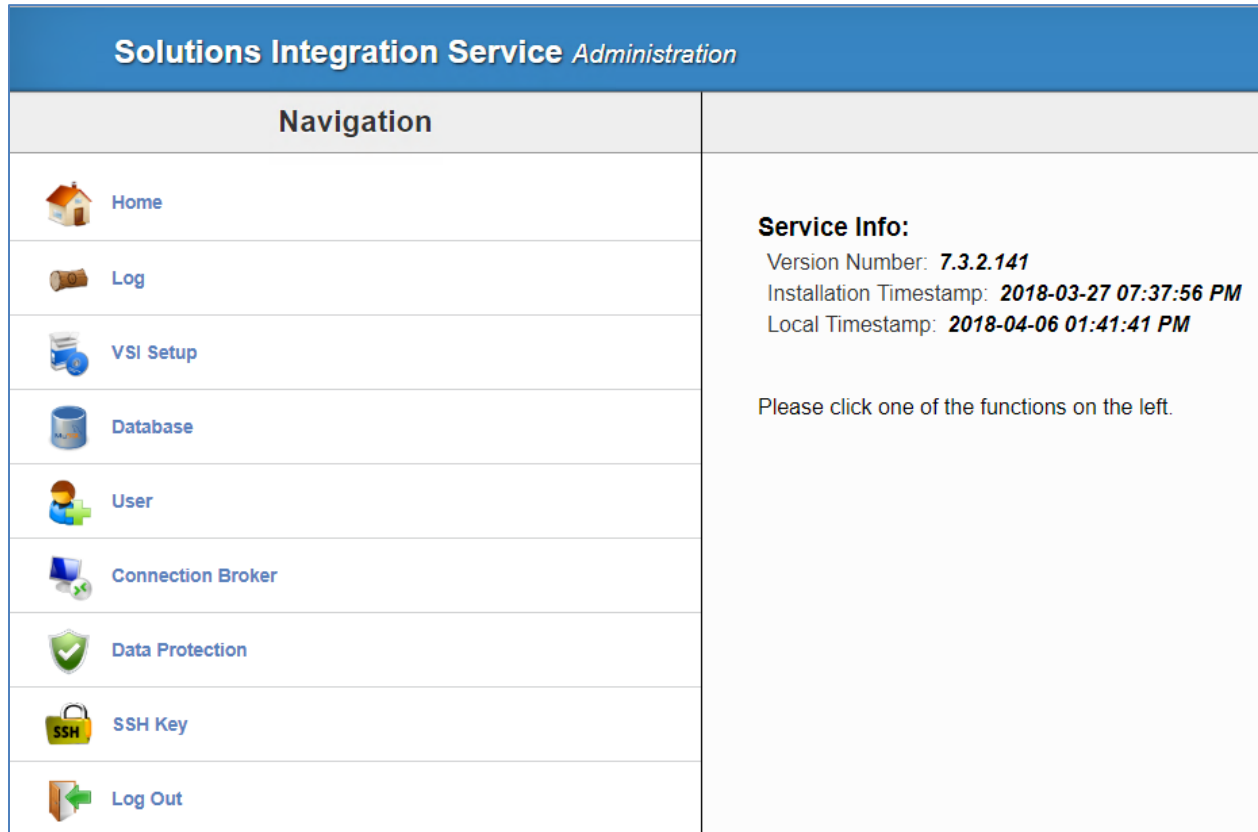 Solutions Integration Service Administration
Navigation
Home
Log
VSI Setup
Database
User
Connection Broker
Data Protection
SSH
SSH Key
Log Out
Service Info:
Version Number: 7.3.2.141
Installation Timestamp: 2018-03-27 07:37:56 PM
Local Timestamp: 2018-04-06 01:41:41 PM
Please click one of the functions on the left.